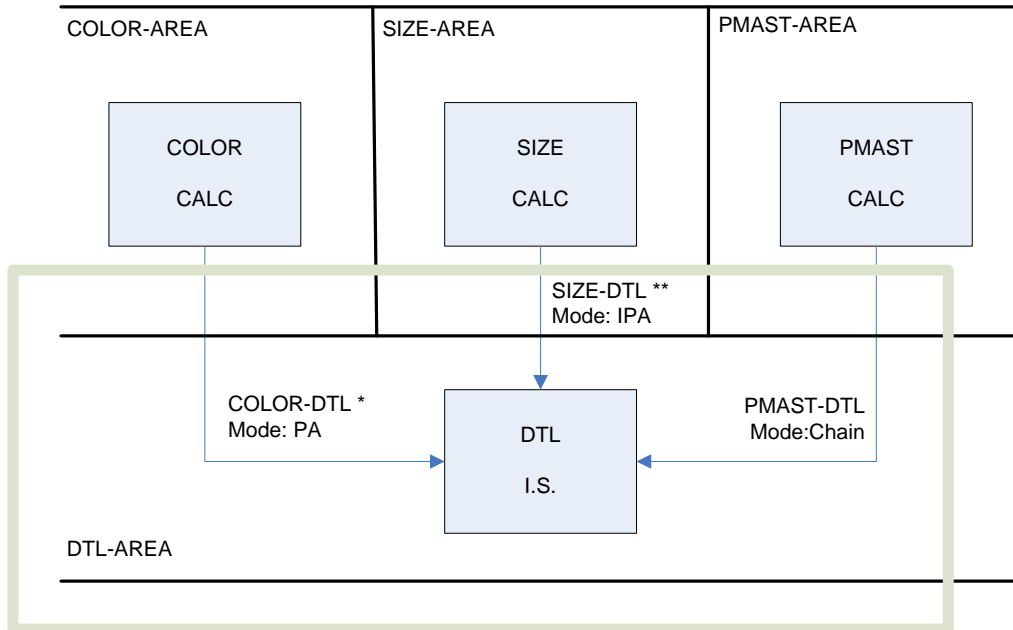 COLOR-AREA
SIZE-AREA
PMAST-AREA
COLOR
CALC
SIZE
CALC
PMAST
CALC
SIZE-DTL **
Mode: IPA
COLOR-DTL *
Mode: PA
DTL
I.S.
PMAST-DTL
Mode:Chain
DTL-AREA